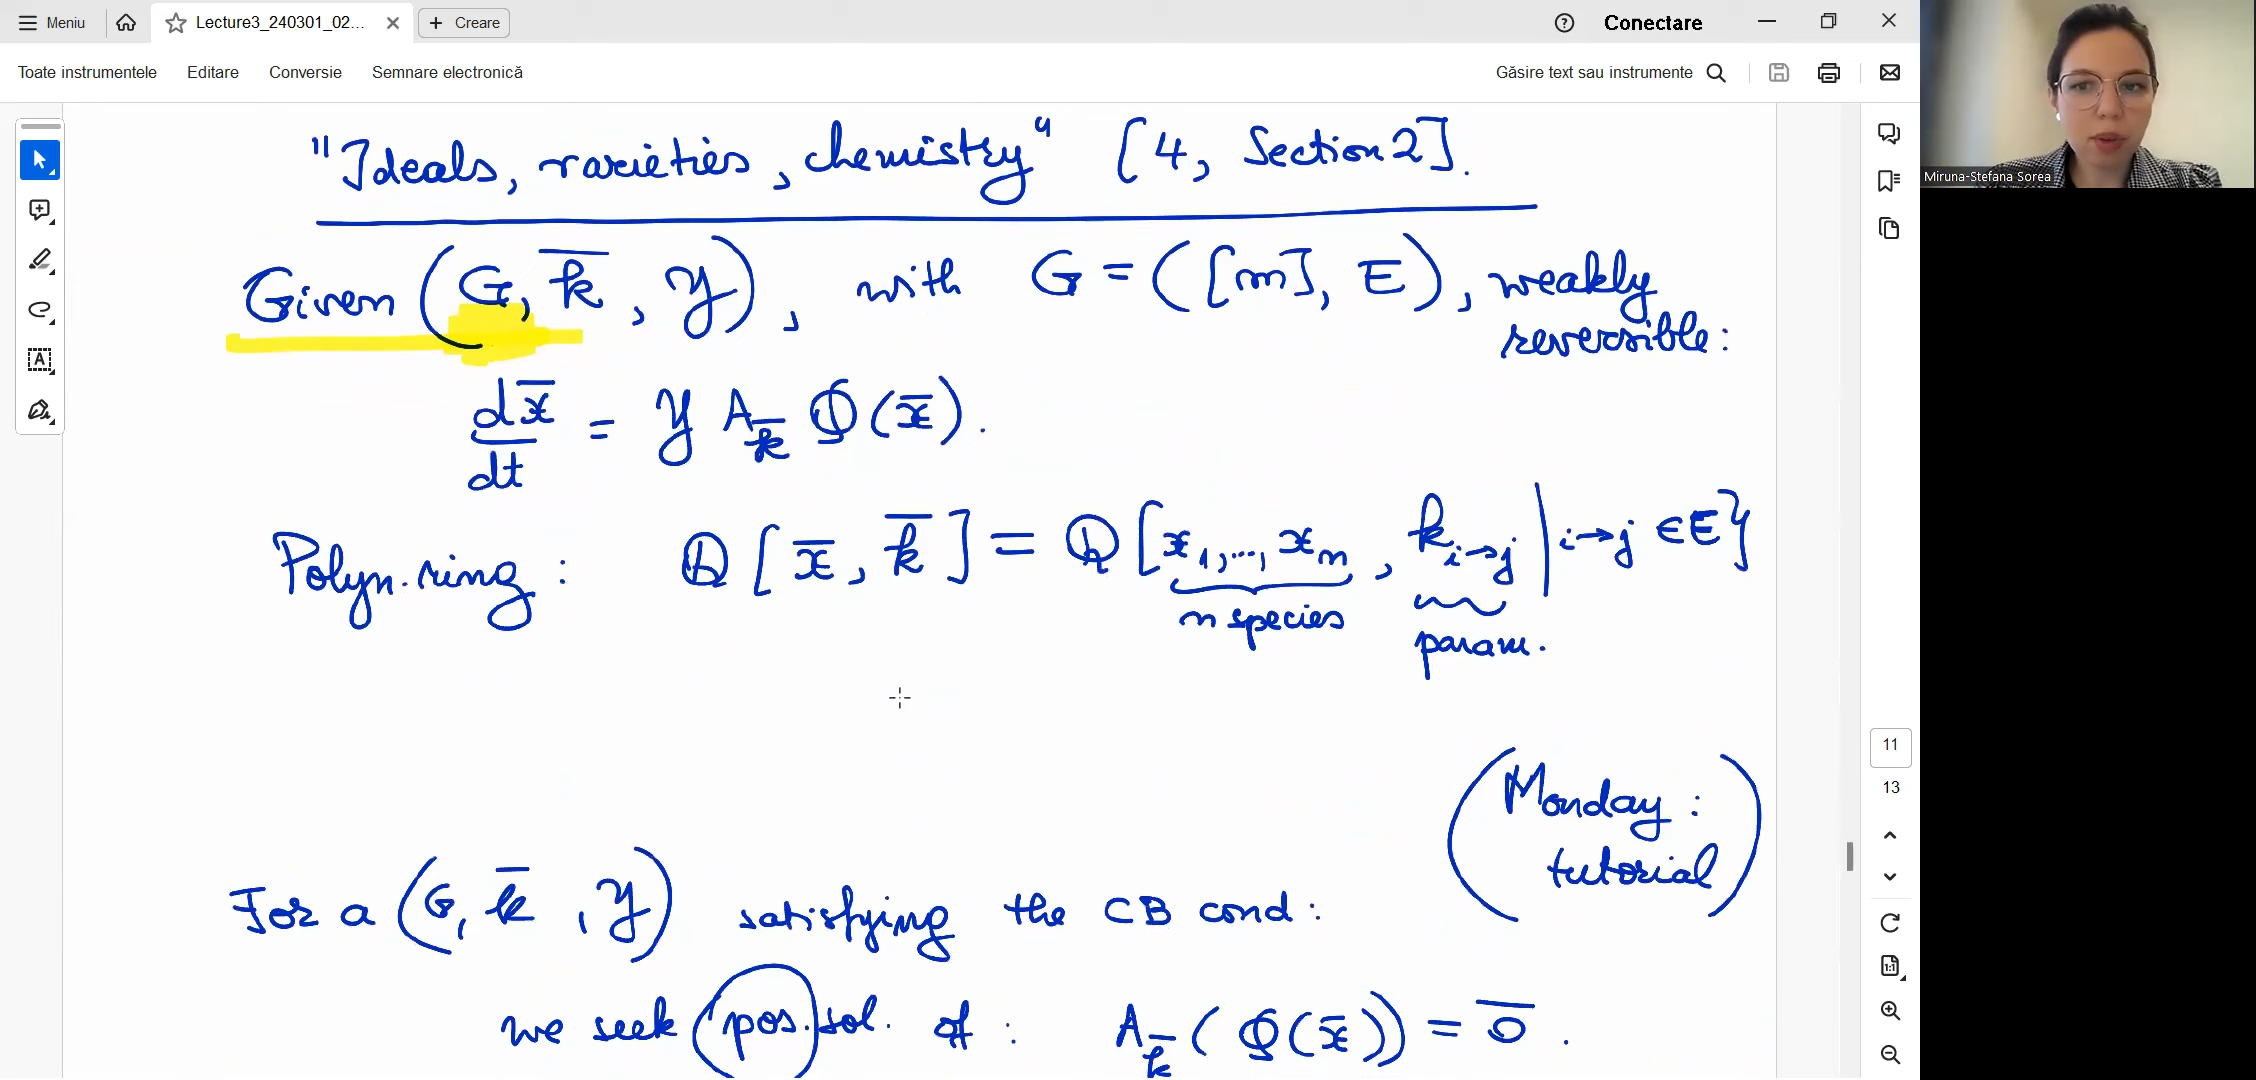 Meniu Lecture3_240301_02... Creare Conectare
Toate instrumentele Editare Conversie Semnare electronică Găsire text sau instrumente
Miruna-Stefana Sorea
"Ideals, varieties, chemistry" [4, Section 2].
Given (G, k̅, Y), with G = ([m], E), weakly
reversible:
dx̅/dt = Y A_k̅ Φ(x̅).
Polyn. ring: ℚ[x̅, k̅] = ℚ[x₁,..., xₙ, k_{i→j} | i→j ∈ E}
n species
param.
11
13
(Monday:
tutorial)
For a (G, k̅, Y) satisfying the CB cond:
we seek pos. sol. of: A_k̅(Φ(x̅)) = 0̅.